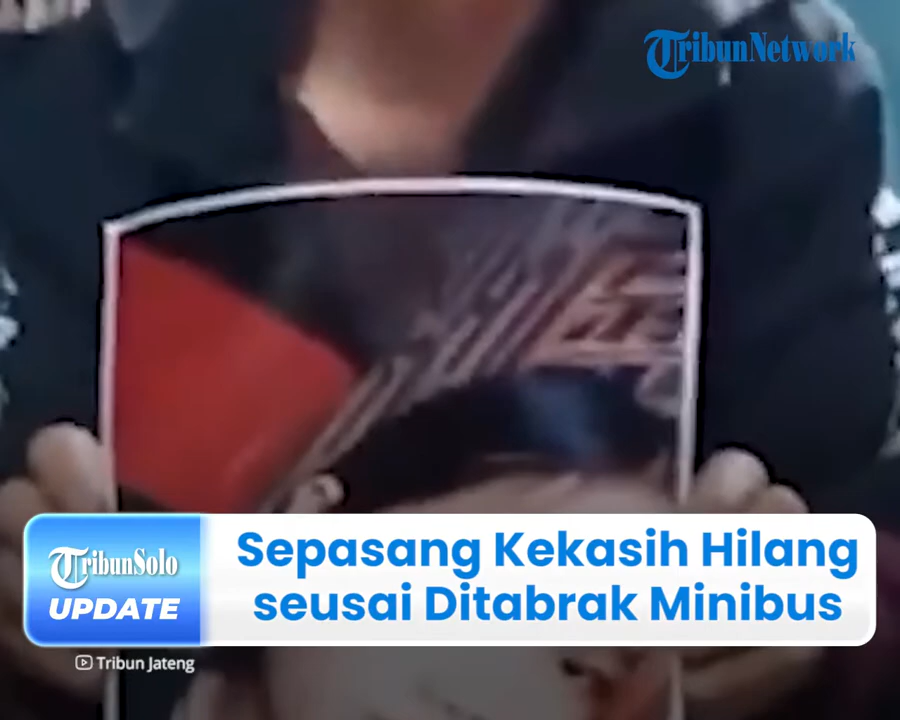 TribunNetwork
Sepasang Kekasih Hilang
seusai Ditabrak Minibus
TribunSolo
UPDATE
Tribun Jateng